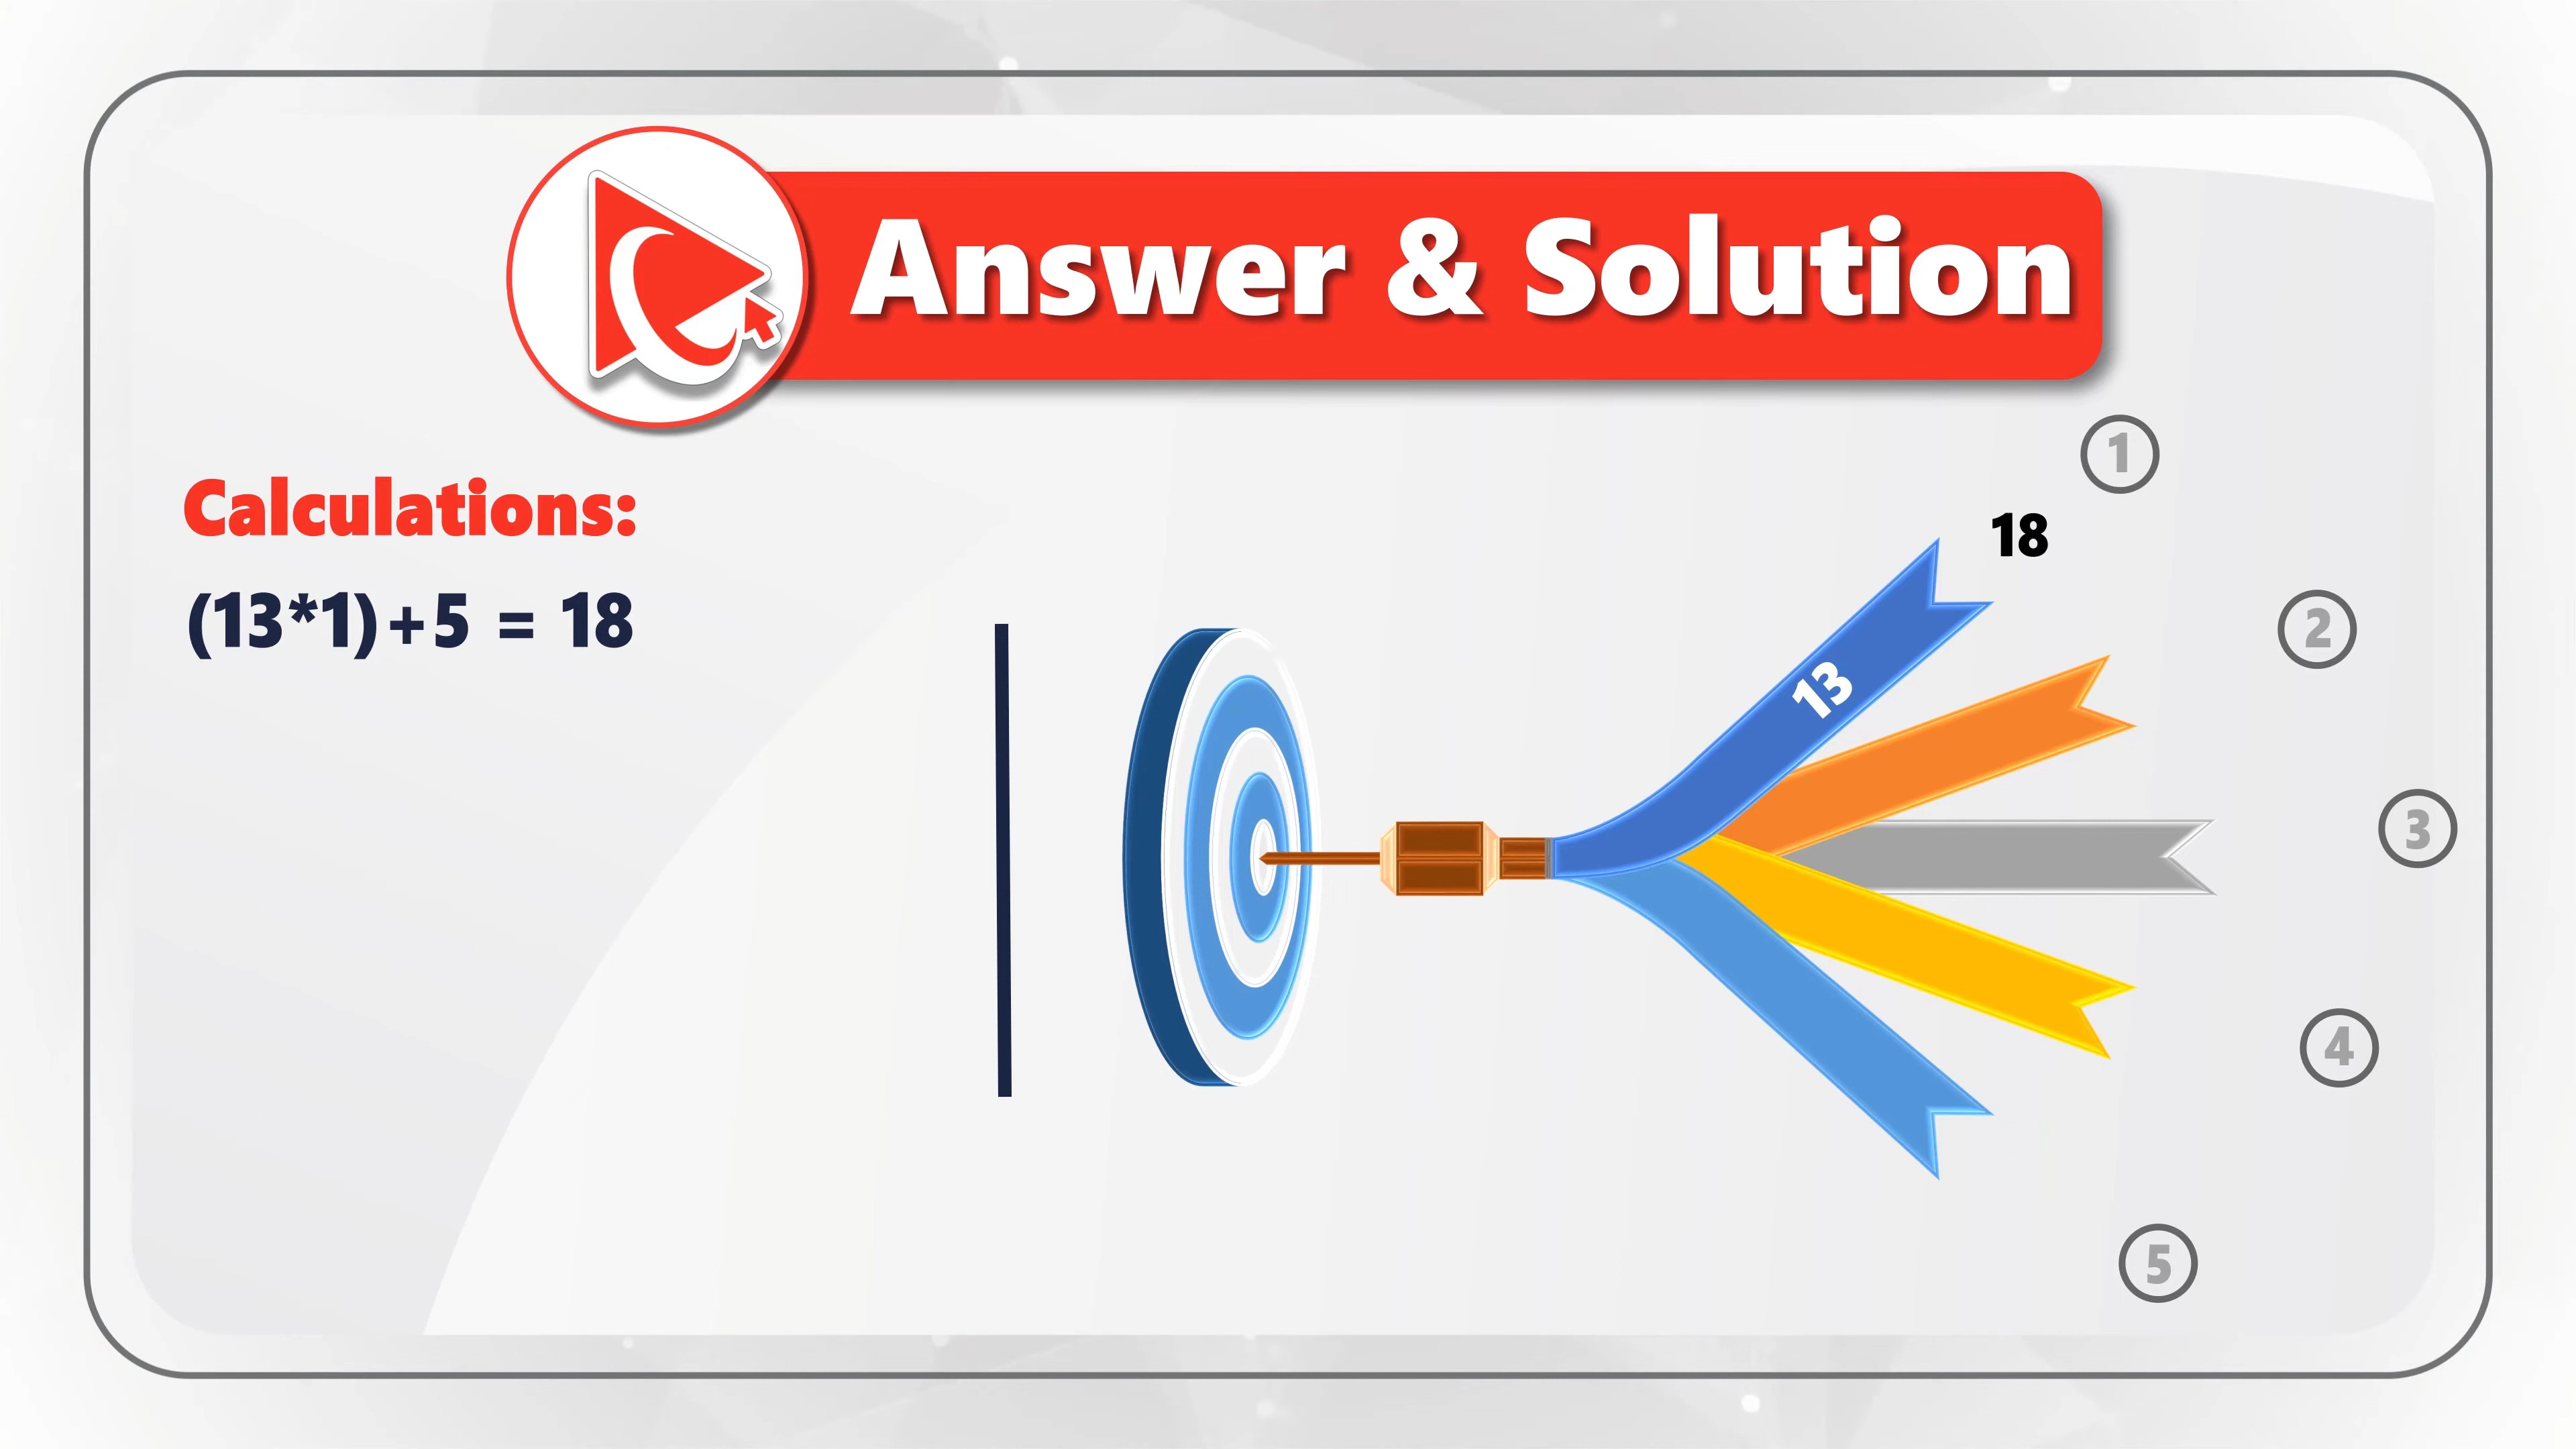 Answer & Solution
Calculations:
(13*1)+5 = 18
1
18
2
13
3
4
5